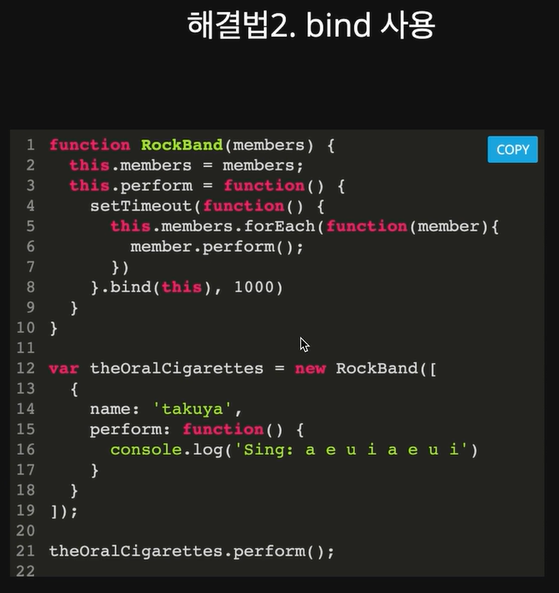 해결법2. bind 사용
COPY
1 function RockBand(members) {
2   this.members = members;
3   this.perform = function() {
4     setTimeout(function() {
5       this.members.forEach(function(member){
6         member.perform();
7       })
8     }.bind(this), 1000)
9   }
10 }
11
12 var theOralCigarettes = new RockBand([
13   {
14     name: 'takuya',
15     perform: function() {
16       console.log('Sing: a e u i a e u i')
17     }
18   }
19 ]);
20
21 theOralCigarettes.perform();
22